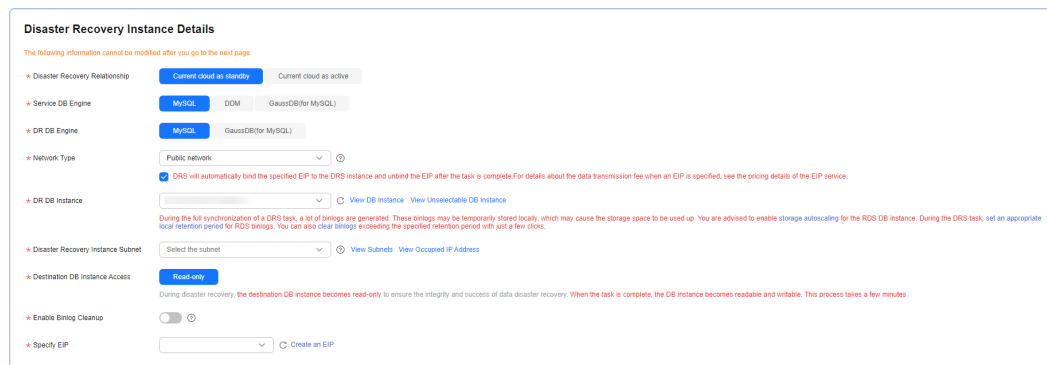 Disaster Recovery Instance Details
The following information cannot be modified after you go to the next page.
* Disaster Recovery Relationship Current cloud as standby Current cloud as active
* Service DB Engine MySQL DDM GaussDB(for MySQL)
* DR DB Engine MySQL GaussDB(for MySQL)
* Network Type Public network
DRS will automatically bind the specified EIP to the DRS instance and unbind the EIP after the task is complete.For details about the data transmission fee when an EIP is specified, see the pricing details of the EIP service.
* DR DB Instance View DB Instance View Unselectable DB Instance
During the full synchronization of a DRS task, a lot of binlogs are generated. These binlogs may be temporarily stored locally, which may cause the storage space to be used up. You are advised to enable storage autoscaling for the RDS DB instance. During the DRS task, set an appropriate
local retention period for RDS binlogs. You can also clear binlogs exceeding the specified retention period with just a few clicks.
* Disaster Recovery Instance Subnet Select the subnet View Subnets View Occupied IP Address
* Destination DB Instance Access Read-only
During disaster recovery, the destination DB instance becomes read-only to ensure the integrity and success of data disaster recovery. When the task is complete, the DB instance becomes readable and writable. This process takes a few minutes.
* Enable Binlog Cleanup
* Specify EIP Create an EIP